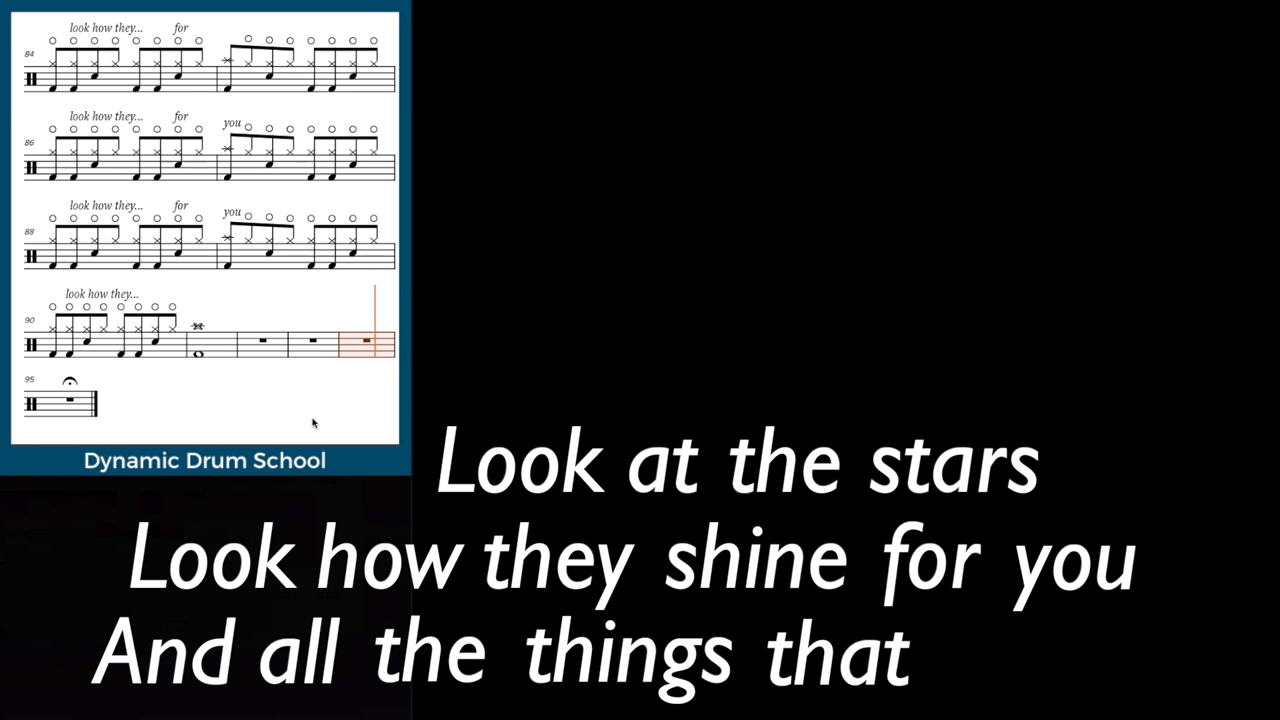 look how they... for
84
look how they... for you
86
look how they... for you
88
look how they...
90
95
Dynamic Drum School
Look at the stars
Look how they shine for you
And all the things that